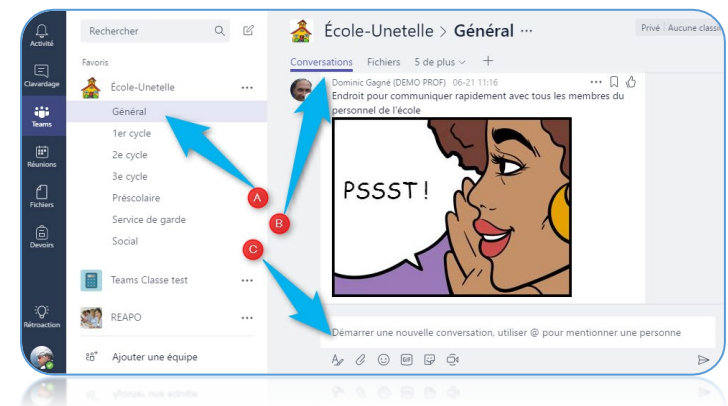 Activité
Clavardage
Teams
Réunions
Fichiers
Devoirs
Rétroaction
Rechercher
Favoris
École-Unetelle ...
Général
1er cycle
2e cycle
3e cycle
Préscolaire
Service de garde
Social
Teams Classe test ...
REAPO ...
Ajouter une équipe
École-Unetelle > Général ...
Privé Aucune classi
Conversations Fichiers 5 de plus +
Dominic Gagné (DEMO PROF) 06-21 11:16 ...
Endroit pour communiquer rapidement avec tous les membres du
personnel de l'école
PSSST !
A
B
C
Démarrer une nouvelle conversation, utiliser @ pour mentionner une personne
GIF